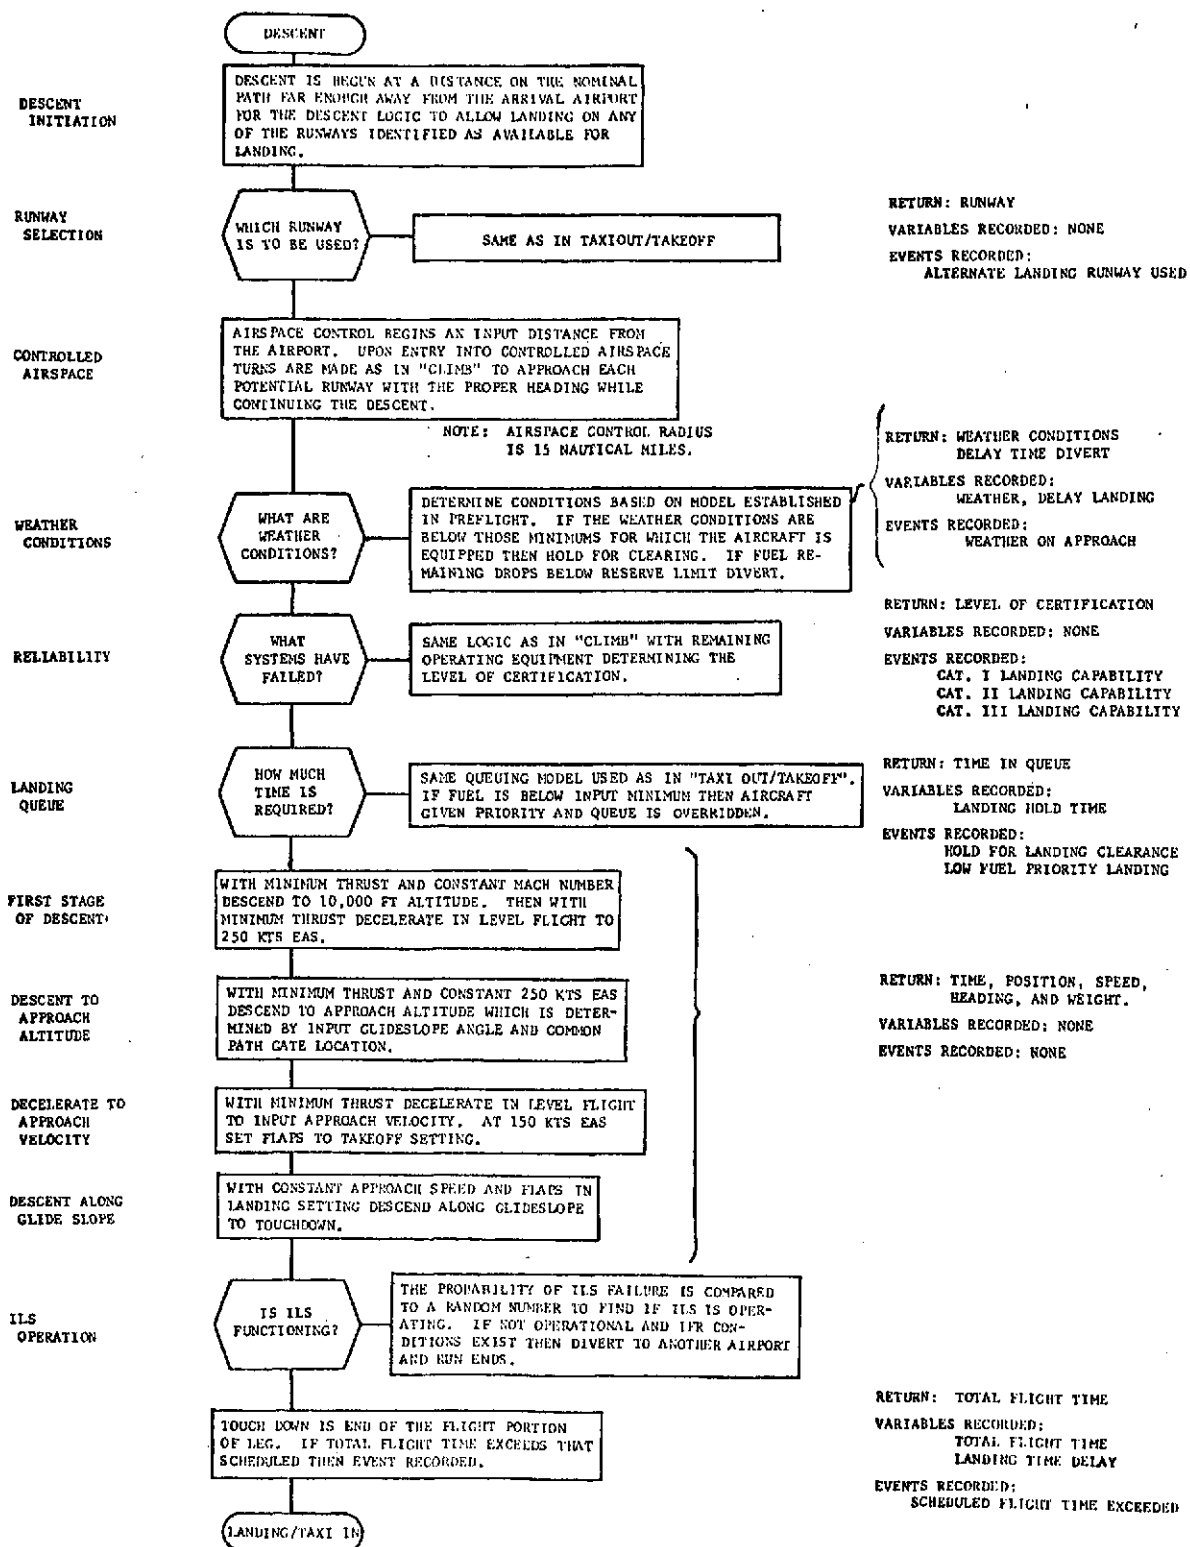 DESCENT
DESCENT
INITIATION
DESCENT IS BEGUN AT A DISTANCE ON THE NOMINAL
PATH FAR ENOUGH AWAY FROM THE ARRIVAL AIRPORT
FOR THE DESCENT LOGIC TO ALLOW LANDING ON ANY
OF THE RUNWAYS IDENTIFIED AS AVAILABLE FOR
LANDING.
RUNWAY
SELECTION
WHICH RUNWAY
IS TO BE USED?
SAME AS IN TAXIOUT/TAKEOFF
RETURN: RUNWAY
VARIABLES RECORDED: NONE
EVENTS RECORDED:
ALTERNATE LANDING RUNWAY USED
CONTROLLED
AIRSPACE
AIRSPACE CONTROL BEGINS AN INPUT DISTANCE FROM
THE AIRPORT. UPON ENTRY INTO CONTROLLED AIRSPACE
TURNS ARE MADE AS IN "CLIMB" TO APPROACH EACH
POTENTIAL RUNWAY WITH THE PROPER HEADING WHILE
CONTINUING THE DESCENT.
NOTE: AIRSPACE CONTROL RADIUS
IS 15 NAUTICAL MILES.
WEATHER
CONDITIONS
WHAT ARE
WEATHER
CONDITIONS?
DETERMINE CONDITIONS BASED ON MODEL ESTABLISHED
IN PREFLIGHT. IF THE WEATHER CONDITIONS ARE
BELOW THOSE MINIMUMS FOR WHICH THE AIRCRAFT IS
EQUIPPED THEN HOLD FOR CLEARING. IF FUEL RE-
MAINING DROPS BELOW RESERVE LIMIT DIVERT.
RETURN: WEATHER CONDITIONS
DELAY TIME DIVERT
VARIABLES RECORDED:
WEATHER, DELAY LANDING
EVENTS RECORDED:
WEATHER ON APPROACH
RELIABILITY
WHAT
SYSTEMS HAVE
FAILED?
SAME LOGIC AS IN "CLIMB" WITH REMAINING
OPERATING EQUIPMENT DETERMINING THE
LEVEL OF CERTIFICATION.
RETURN: LEVEL OF CERTIFICATION
VARIABLES RECORDED: NONE
EVENTS RECORDED:
CAT. I LANDING CAPABILITY
CAT. II LANDING CAPABILITY
CAT. III LANDING CAPABILITY
LANDING
QUEUE
HOW MUCH
TIME IS
REQUIRED?
SAME QUEUING MODEL USED AS IN "TAXI OUT/TAKEOFF".
IF FUEL IS BELOW INPUT MINIMUM THEN AIRCRAFT
GIVEN PRIORITY AND QUEUE IS OVERRIDDEN.
RETURN: TIME IN QUEUE
VARIABLES RECORDED:
LANDING HOLD TIME
EVENTS RECORDED:
HOLD FOR LANDING CLEARANCE
LOW FUEL PRIORITY LANDING
FIRST STAGE
OF DESCENT
WITH MINIMUM THRUST AND CONSTANT MACH NUMBER
DESCEND TO 10,000 FT ALTITUDE. THEN WITH
MINIMUM THRUST DECELERATE IN LEVEL FLIGHT TO
250 KTS EAS.
DESCENT TO
APPROACH
ALTITUDE
WITH MINIMUM THRUST AND CONSTANT 250 KTS EAS
DESCEND TO APPROACH ALTITUDE WHICH IS DETER-
MINED BY INPUT GLIDESLOPE ANGLE AND COMMON
PATH GATE LOCATION.
RETURN: TIME, POSITION, SPEED,
HEADING, AND WEIGHT.
VARIABLES RECORDED: NONE
EVENTS RECORDED: NONE
DECELERATE TO
APPROACH
VELOCITY
WITH MINIMUM THRUST DECELERATE IN LEVEL FLIGHT
TO INPUT APPROACH VELOCITY. AT 150 KTS EAS
SET FLAPS TO TAKEOFF SETTING.
DESCENT ALONG
GLIDE SLOPE
WITH CONSTANT APPROACH SPEED AND FLAPS IN
LANDING SETTING DESCEND ALONG GLIDESLOPE
TO TOUCHDOWN.
ILS
OPERATION
IS ILS
FUNCTIONING?
THE PROBABILITY OF ILS FAILURE IS COMPARED
TO A RANDOM NUMBER TO FIND IF ILS IS OPER-
ATING. IF NOT OPERATIONAL AND IFR CON-
DITIONS EXIST THEN DIVERT TO ANOTHER AIRPORT
AND RUN ENDS.
TOUCH DOWN IS END OF THE FLIGHT PORTION
OF LEG. IF TOTAL FLIGHT TIME EXCEEDS THAT
SCHEDULED THEN EVENT RECORDED.
RETURN: TOTAL FLIGHT TIME
VARIABLES RECORDED:
TOTAL FLIGHT TIME
LANDING TIME DELAY
EVENTS RECORDED:
SCHEDULED FLIGHT TIME EXCEEDED
LANDING/TAXI IN